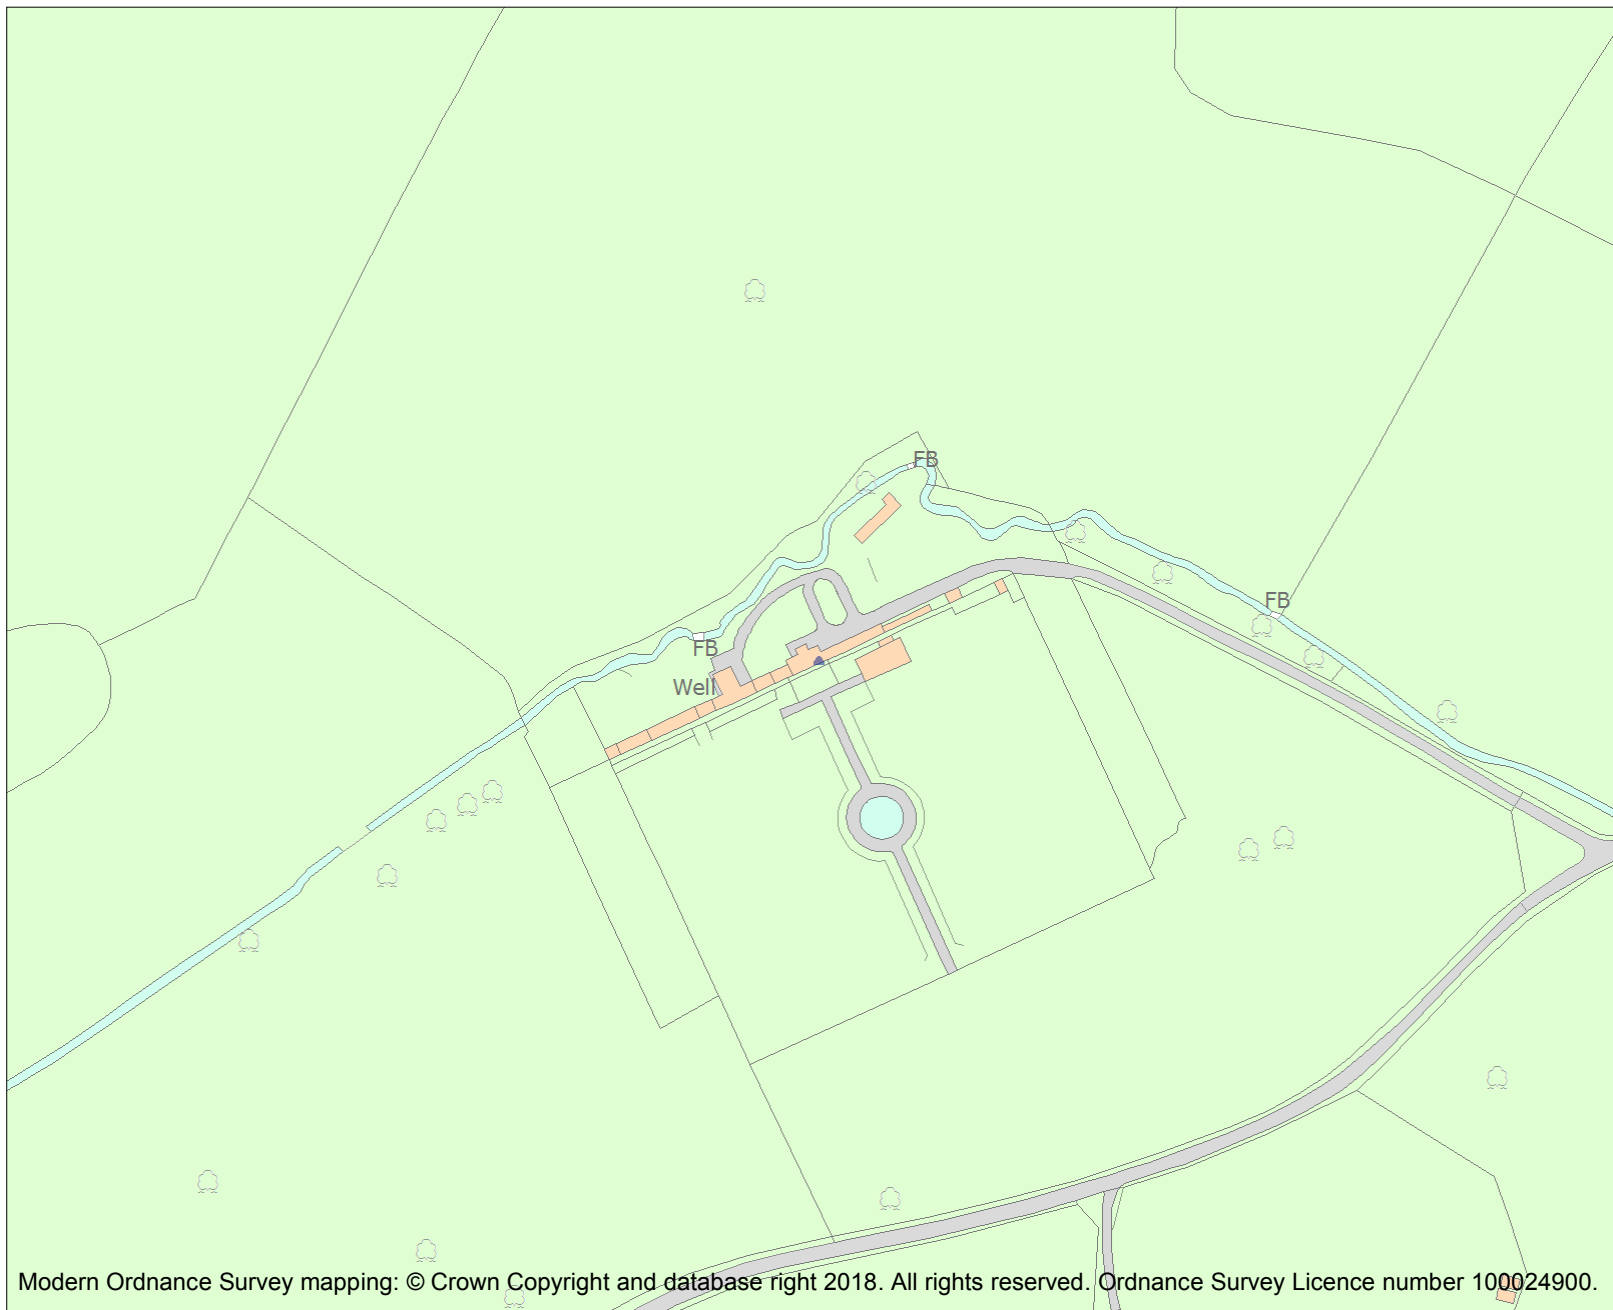 FB
FB
FB
Well
Modern Ordnance Survey mapping: © Crown Copyright and database right 2018. All rights reserved. Ordnance Survey Licence number 100024900.